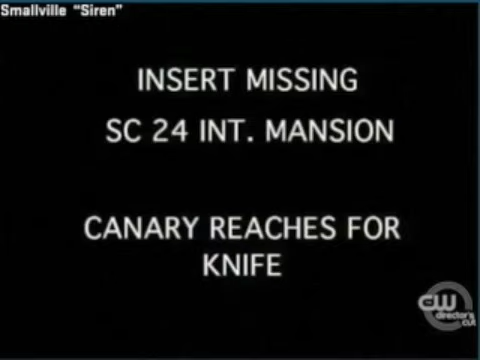 Smallville “Siren”
INSERT MISSING
SC 24 INT. MANSION
CANARY REACHES FOR
KNIFE
CW
director's
cut